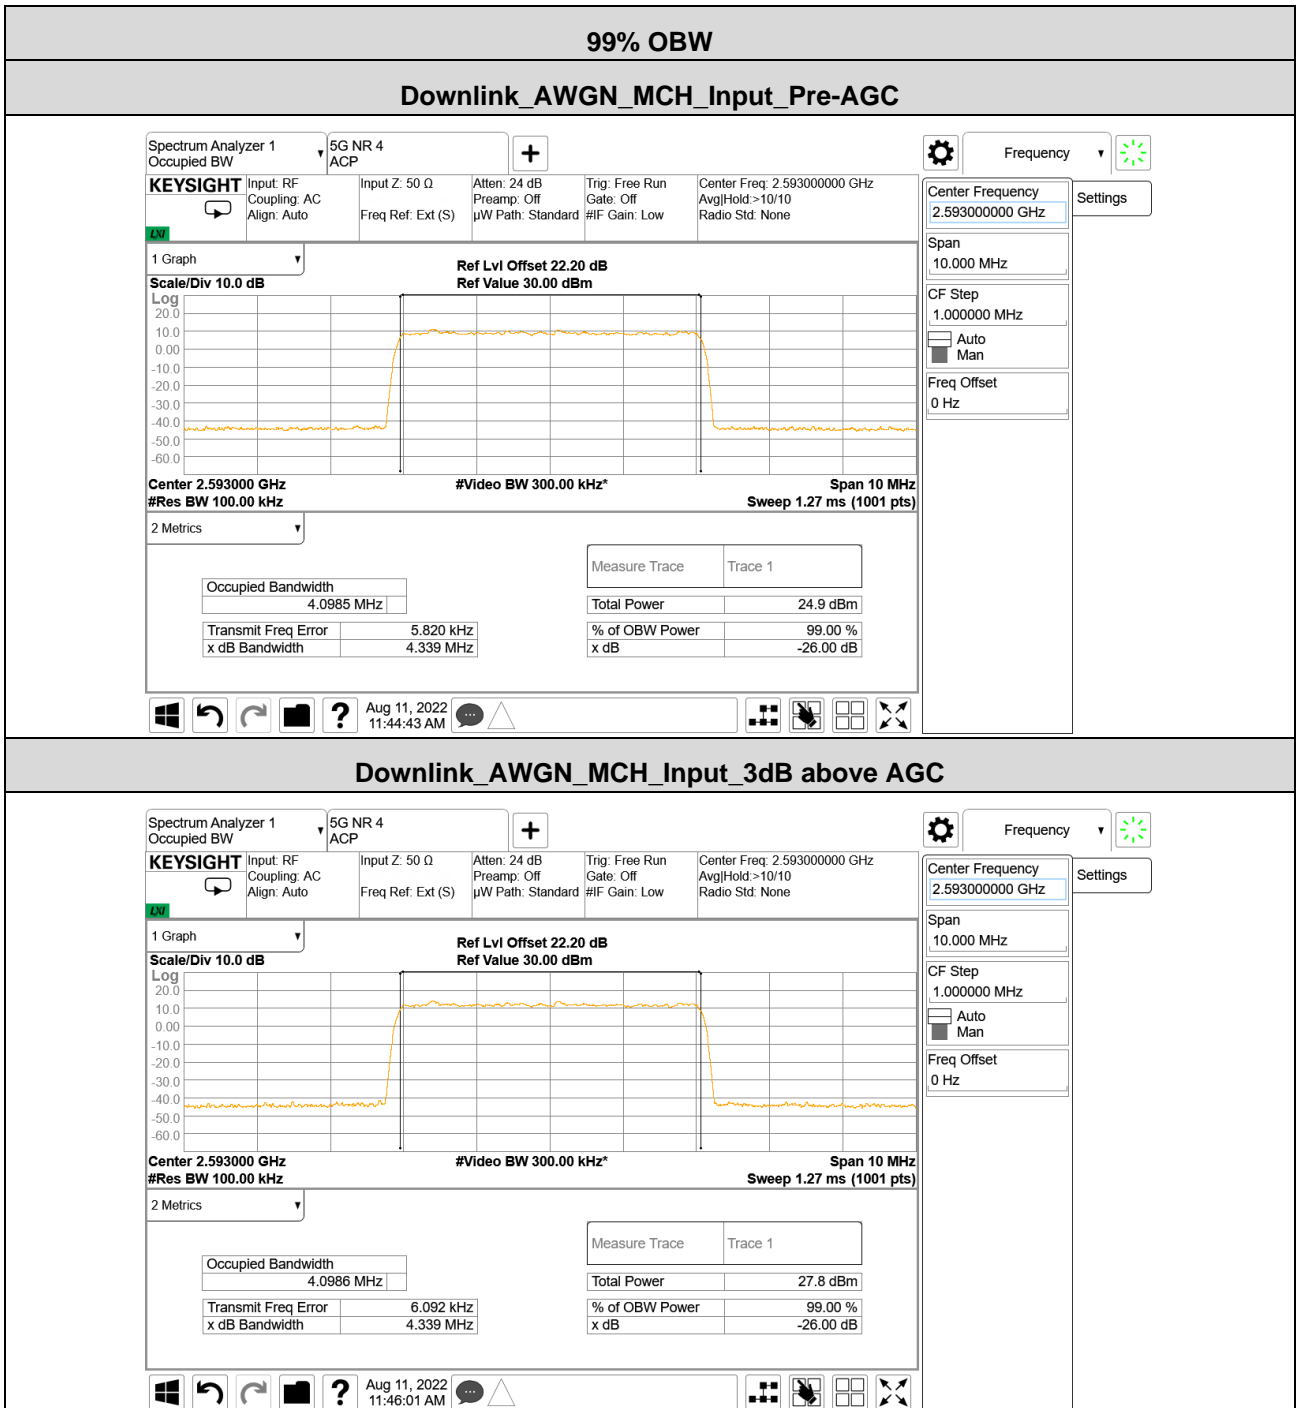 99% OBW
Downlink_AWGN_MCH_Input_Pre-AGC
Spectrum Analyzer 1
Occupied BW
5G NR 4
ACP
Frequency
KEYSIGHT
LXI
Input: RF
Coupling: AC
Align: Auto
Input Z: 50 Ω
Freq Ref: Ext (S)
Atten: 24 dB
Preamp: Off
µW Path: Standard
Trig: Free Run
Gate: Off
#IF Gain: Low
Center Freq: 2.593000000 GHz
Avg|Hold:>10/10
Radio Std: None
Center Frequency
2.593000000 GHz
Settings
Span
10.000 MHz
CF Step
1.000000 MHz
Auto
Man
Freq Offset
0 Hz
1 Graph
Scale/Div 10.0 dB
Ref Lvl Offset 22.20 dB
Ref Value 30.00 dBm
Log
20.0
10.0
0.00
-10.0
-20.0
-30.0
-40.0
-50.0
-60.0
Center 2.593000 GHz
#Res BW 100.00 kHz
#Video BW 300.00 kHz*
Span 10 MHz
Sweep 1.27 ms (1001 pts)
2 Metrics
Measure Trace Trace 1
Occupied Bandwidth
4.0985 MHz
Total Power 24.9 dBm
Transmit Freq Error 5.820 kHz
% of OBW Power 99.00 %
x dB Bandwidth 4.339 MHz
x dB -26.00 dB
?
Aug 11, 2022
11:44:43 AM
Downlink_AWGN_MCH_Input_3dB above AGC
Spectrum Analyzer 1
Occupied BW
5G NR 4
ACP
Frequency
KEYSIGHT
LXI
Input: RF
Coupling: AC
Align: Auto
Input Z: 50 Ω
Freq Ref: Ext (S)
Atten: 24 dB
Preamp: Off
µW Path: Standard
Trig: Free Run
Gate: Off
#IF Gain: Low
Center Freq: 2.593000000 GHz
Avg|Hold:>10/10
Radio Std: None
Center Frequency
2.593000000 GHz
Settings
Span
10.000 MHz
CF Step
1.000000 MHz
Auto
Man
Freq Offset
0 Hz
1 Graph
Scale/Div 10.0 dB
Ref Lvl Offset 22.20 dB
Ref Value 30.00 dBm
Log
20.0
10.0
0.00
-10.0
-20.0
-30.0
-40.0
-50.0
-60.0
Center 2.593000 GHz
#Res BW 100.00 kHz
#Video BW 300.00 kHz*
Span 10 MHz
Sweep 1.27 ms (1001 pts)
2 Metrics
Measure Trace Trace 1
Occupied Bandwidth
4.0986 MHz
Total Power 27.8 dBm
Transmit Freq Error 6.092 kHz
% of OBW Power 99.00 %
x dB Bandwidth 4.339 MHz
x dB -26.00 dB
?
Aug 11, 2022
11:46:01 AM